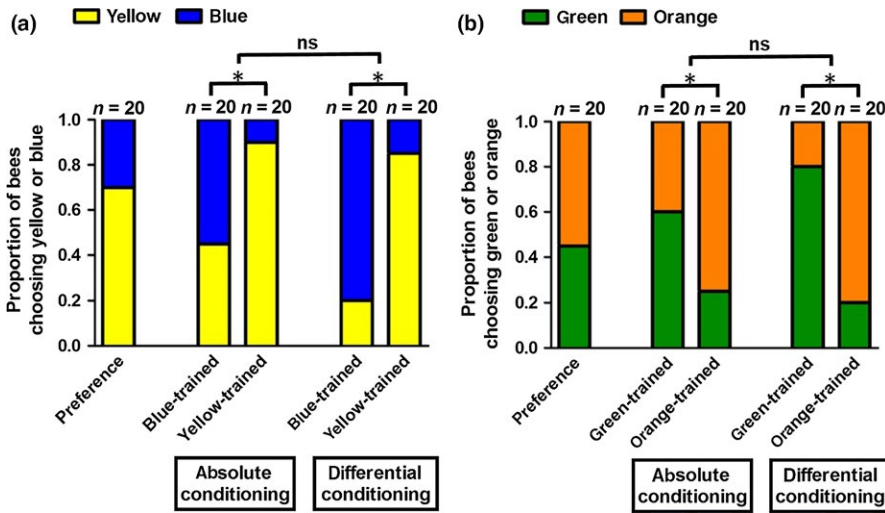 (a)
Yellow Blue
ns
* *
n = 20 n = 20 n = 20 n = 20 n = 20
Proportion of bees
choosing yellow or blue
1.0
0.8
0.6
0.4
0.2
0.0
Preference
Blue-trained
Yellow-trained
Blue-trained
Yellow-trained
Absolute
conditioning
Differential
conditioning
(b)
Green Orange
ns
* *
n = 20 n = 20 n = 20 n = 20 n = 20
Proportion of bees
choosing green or orange
1.0
0.8
0.6
0.4
0.2
0.0
Preference
Green-trained
Orange-trained
Green-trained
Orange-trained
Absolute
conditioning
Differential
conditioning